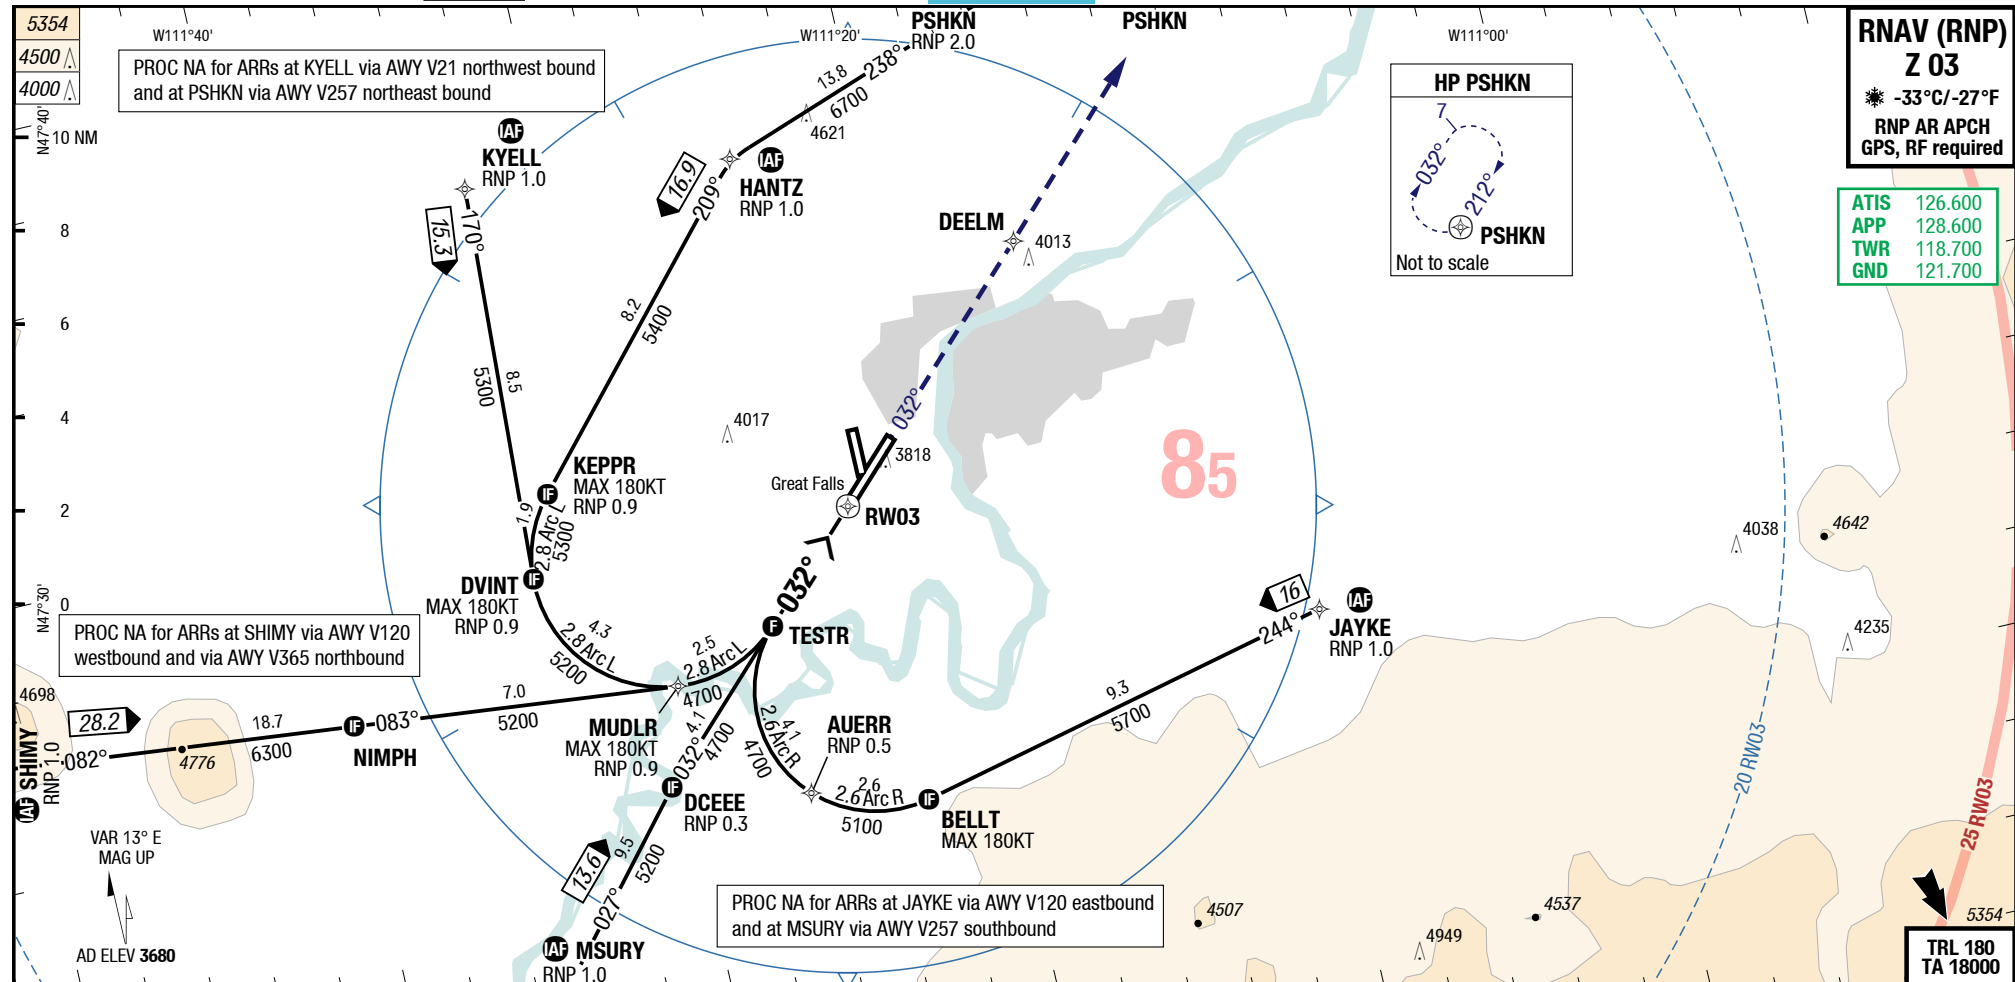 5354
4500
4000
W111°40'
W111°20'
W111°00'
PROC NA for ARRs at KYELL via AWY V21 northwest bound
and at PSHKN via AWY V257 northeast bound
PSHKN
RNP 2.0
PSHKN
RNAV (RNP)
Z 03
-33°C/-27°F
RNP AR APCH
GPS, RF required
ATIS 126.600
APP 128.600
TWR 118.700
GND 121.700
HP PSHKN
7
032°
212°
PSHKN
Not to scale
N47°40'
10 NM
8
6
4
2
0
N47°30'
IAF
KYELL
RNP 1.0
170°
15.3
8.5
5300
1.9
238°
13.8
6700
4621
IAF
HANTZ
RNP 1.0
209°
16.9
8.2
5400
DEELM
4013
032°
4017
3818
Great Falls
RW03
85
IF
KEPPR
MAX 180KT
RNP 0.9
2.8 Arc L
5300
IF
DVINT
MAX 180KT
RNP 0.9
4.3
2.8 Arc L
5200
032°
F
TESTR
2.5
2.8 Arc L
4700
PROC NA for ARRs at SHIMY via AWY V120
westbound and via AWY V365 northbound
4698
28.2
IAF SHIMY
RNP 1.0
082°
4776
18.7
6300
IF
NIMPH
083°
7.0
5200
MUDLR
MAX 180KT
RNP 0.9
4.1
4700
032°
IF
DCEEE
RNP 0.3
13.6
9.5
5200
027°
IAF MSURY
RNP 1.0
4.1
2.6 Arc R
4700
AUERR
RNP 0.5
2.6
2.6 Arc R
5100
IF
BELLT
MAX 180KT
9.3
5700
244°
16
IAF
JAYKE
RNP 1.0
4038
4642
4235
20 RW03
25 RW03
PROC NA for ARRs at JAYKE via AWY V120 eastbound
and at MSURY via AWY V257 southbound
4507
4537
4949
5354
VAR 13° E
MAG UP
AD ELEV 3680
TRL 180
TA 18000